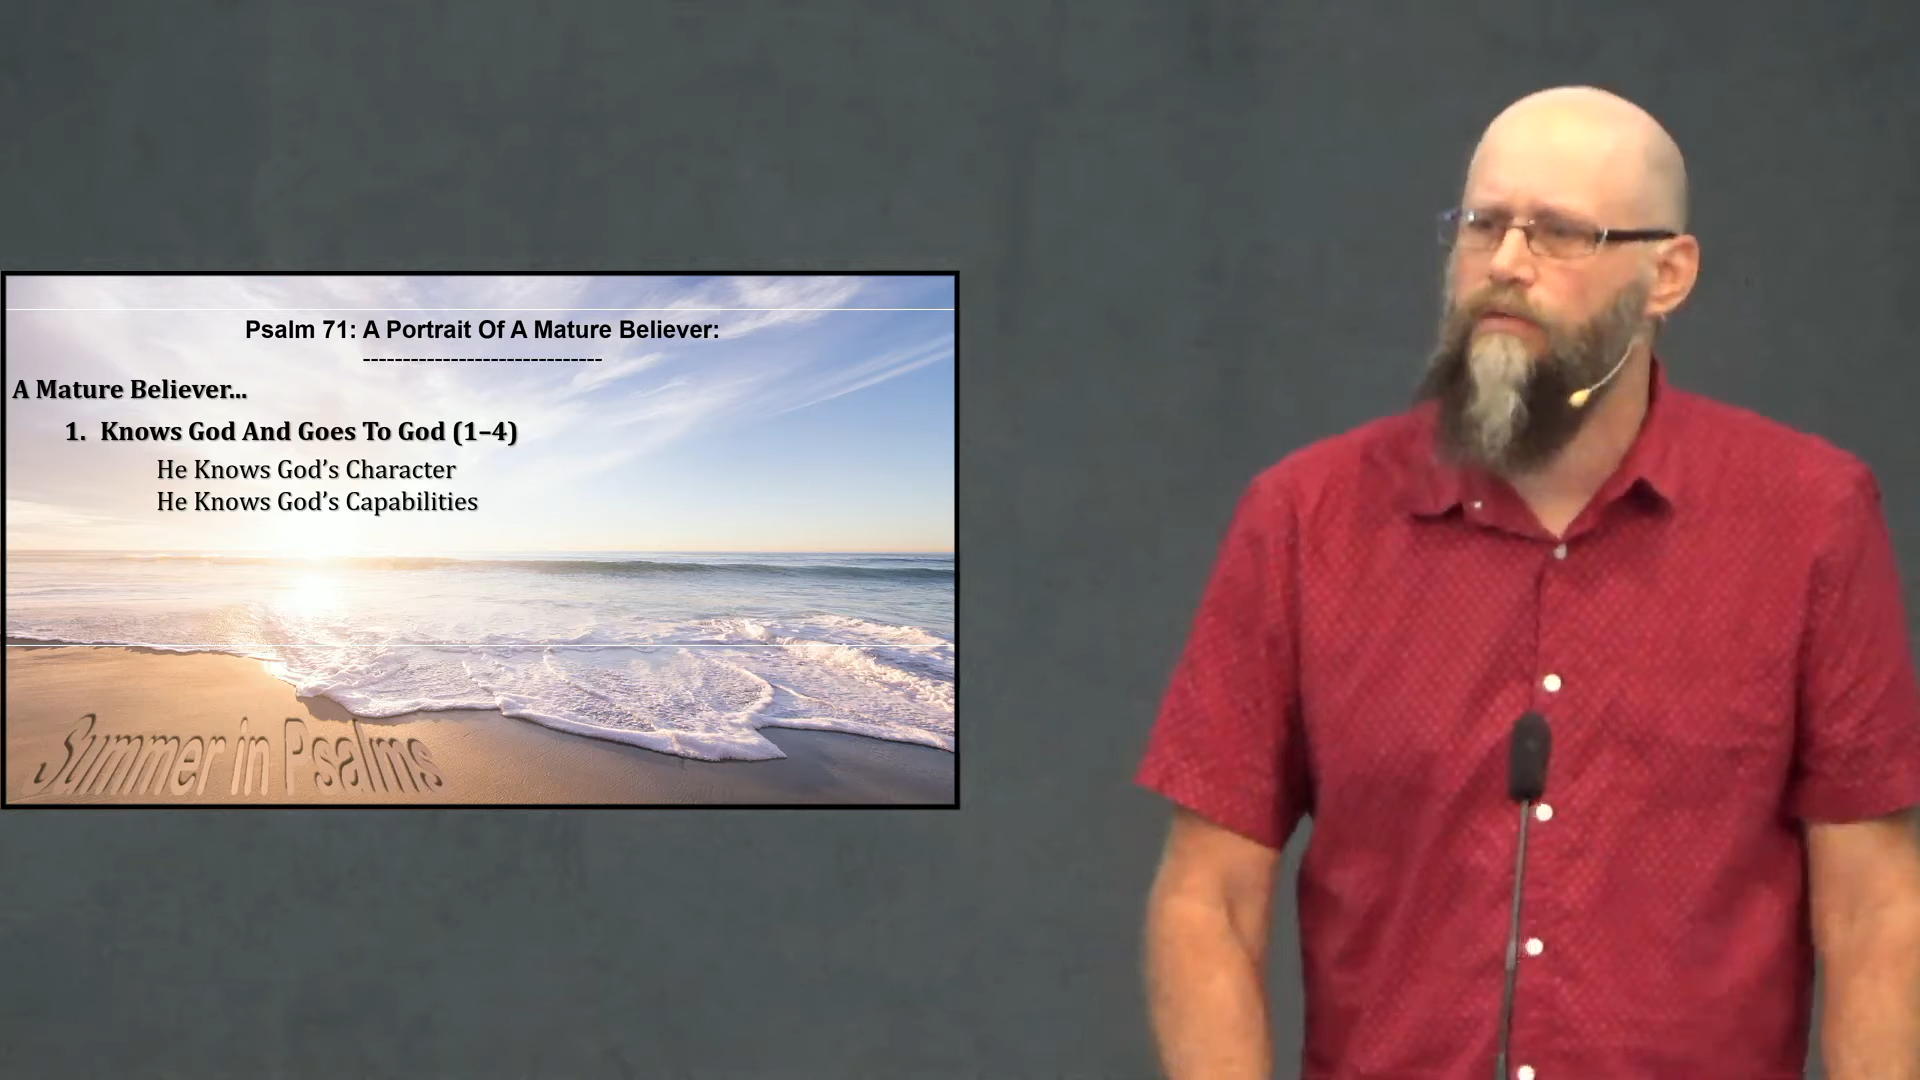 Psalm 71: A Portrait Of A Mature Believer:
------------------------------
A Mature Believer...
1. Knows God And Goes To God (1–4)
He Knows God’s Character
He Knows God’s Capabilities
Summer in Psalms